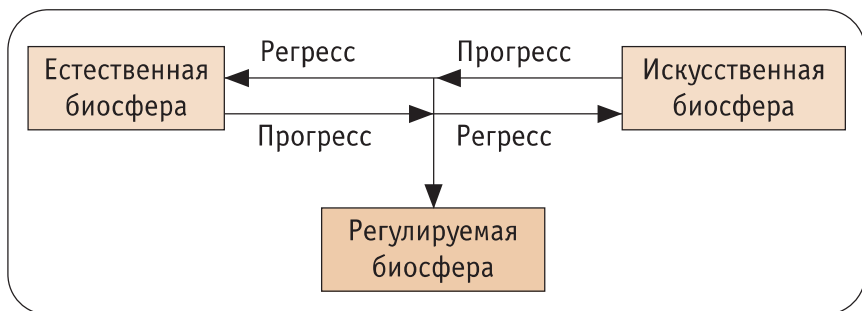 Естественная
биосфера
Регресс
Прогресс
Искусственная
биосфера
Прогресс
Регресс
Регулируемая
биосфера